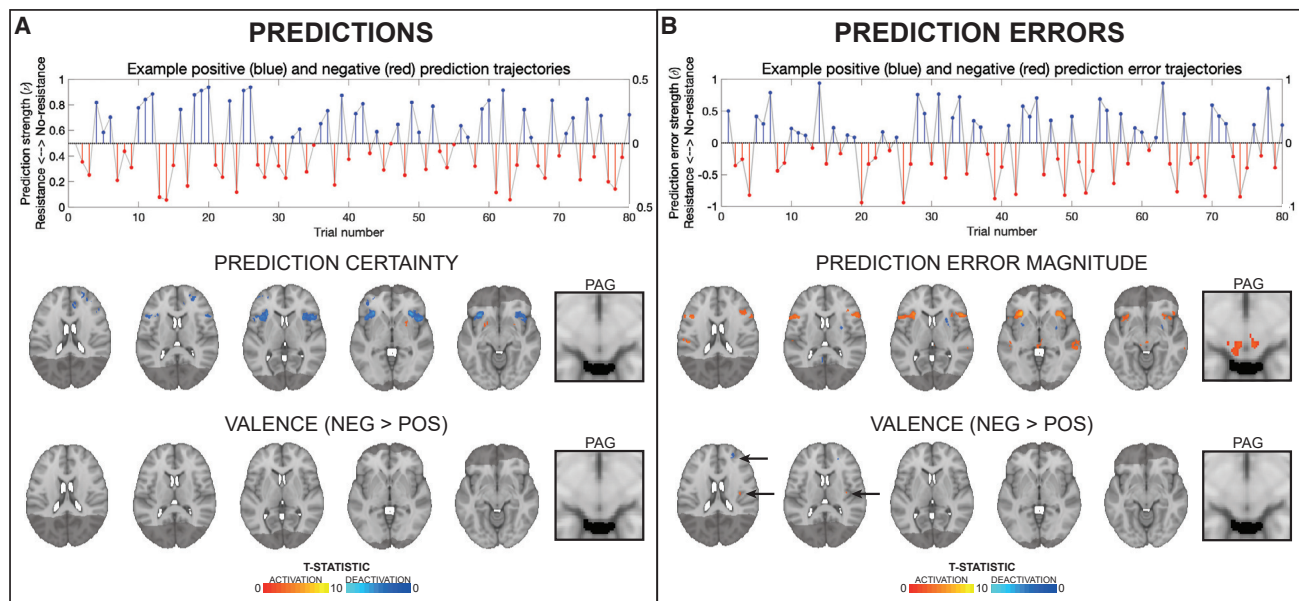 A
PREDICTIONS
Example positive (blue) and negative (red) prediction trajectories
Prediction strength (𝑟)
Resistance <--> No-resistance
1
0.8
0.6
0.4
0.2
0
0.5
0
0.5
0 10 20 30 40 50 60 70 80
Trial number
PREDICTION CERTAINTY
PAG
VALENCE (NEG > POS)
PAG
T-STATISTIC
ACTIVATION DEACTIVATION
0 10 0
B
PREDICTION ERRORS
Example positive (blue) and negative (red) prediction error trajectories
Prediction error strength (𝑟)
Resistance <--> No-resistance
1
0.5
0
-0.5
-1
1
0
1
0 10 20 30 40 50 60 70 80
Trial number
PREDICTION ERROR MAGNITUDE
PAG
VALENCE (NEG > POS)
PAG
T-STATISTIC
ACTIVATION DEACTIVATION
0 10 0